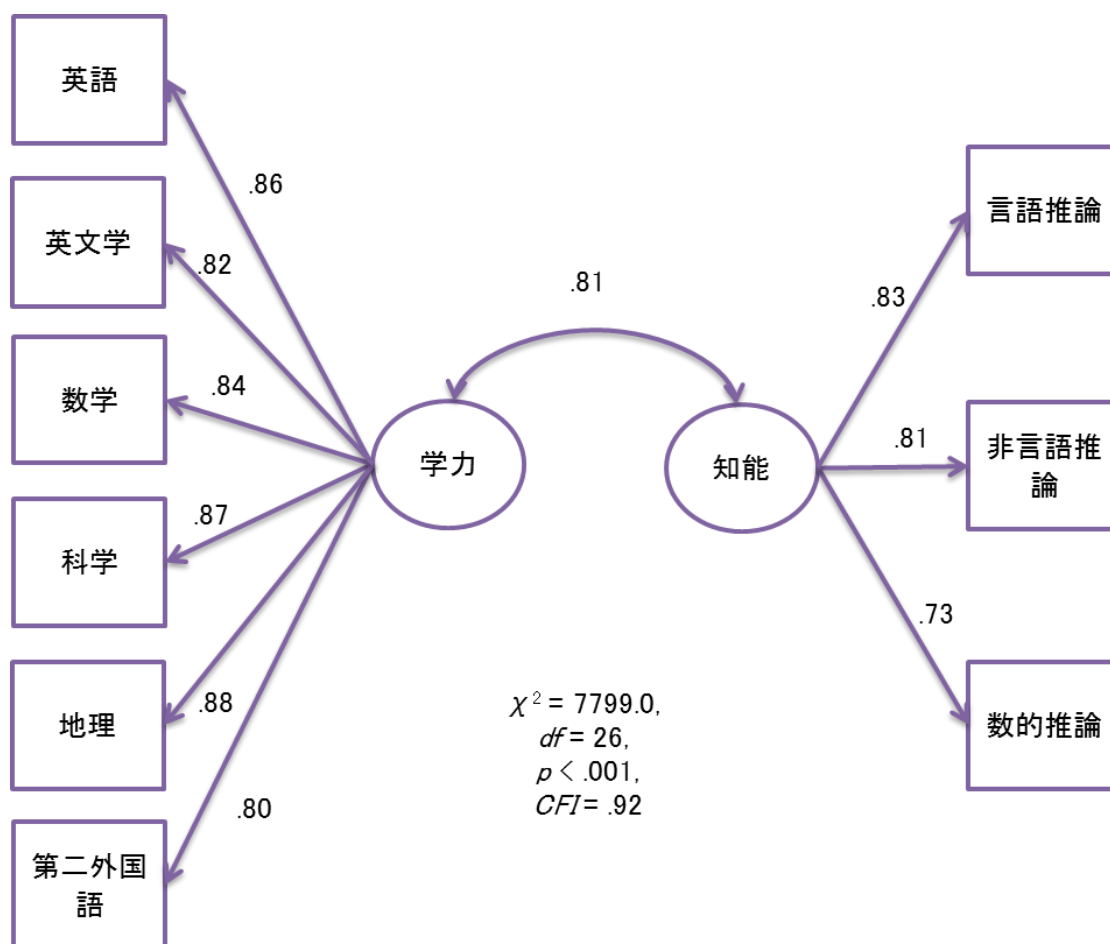 英語
英文学
数学
科学
地理
第二外国
語
.86
.82
.84
.87
.88
.80
学力
.81
知能
.83
.81
.73
言語推論
非言語推
論
数的推論
χ² = 7799.0,
df = 26,
p < .001,
CFI = .92